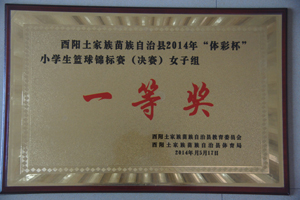 酉阳土家族苗族自治县2014年“体彩杯”
小学生篮球锦标赛（决赛）女子组
一等奖
酉阳土家族苗族自治县教育委员会
酉阳土家族苗族自治县体育局
2014年5月12日